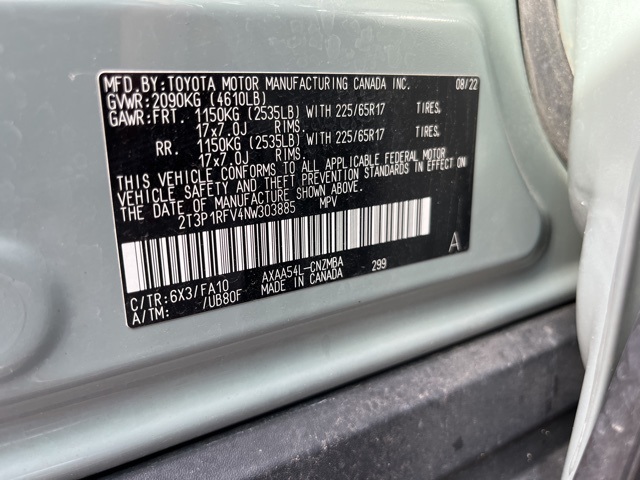 MFD.BY:TOYOTA MOTOR MANUFACTURING CANADA INC. 08/22
GVWR:2090KG (4610LB)
GAWR:FRT. 1150KG (2535LB) WITH 225/65R17 TIRES.
17x7.0J RIMS.
RR. 1150KG (2535LB) WITH 225/65R17 TIRES.
17x7.0J RIMS.
THIS VEHICLE CONFORMS TO ALL APPLICABLE FEDERAL MOTOR
VEHICLE SAFETY AND THEFT PREVENTION STANDARDS IN EFFECT ON
THE DATE OF MANUFACTURE SHOWN ABOVE.
2T3P1RFV4NW303885 MPV
A
C/TR:6X3/FA10 AXAA54L-CNZMBA 299
A/TM: /UB80F MADE IN CANADA